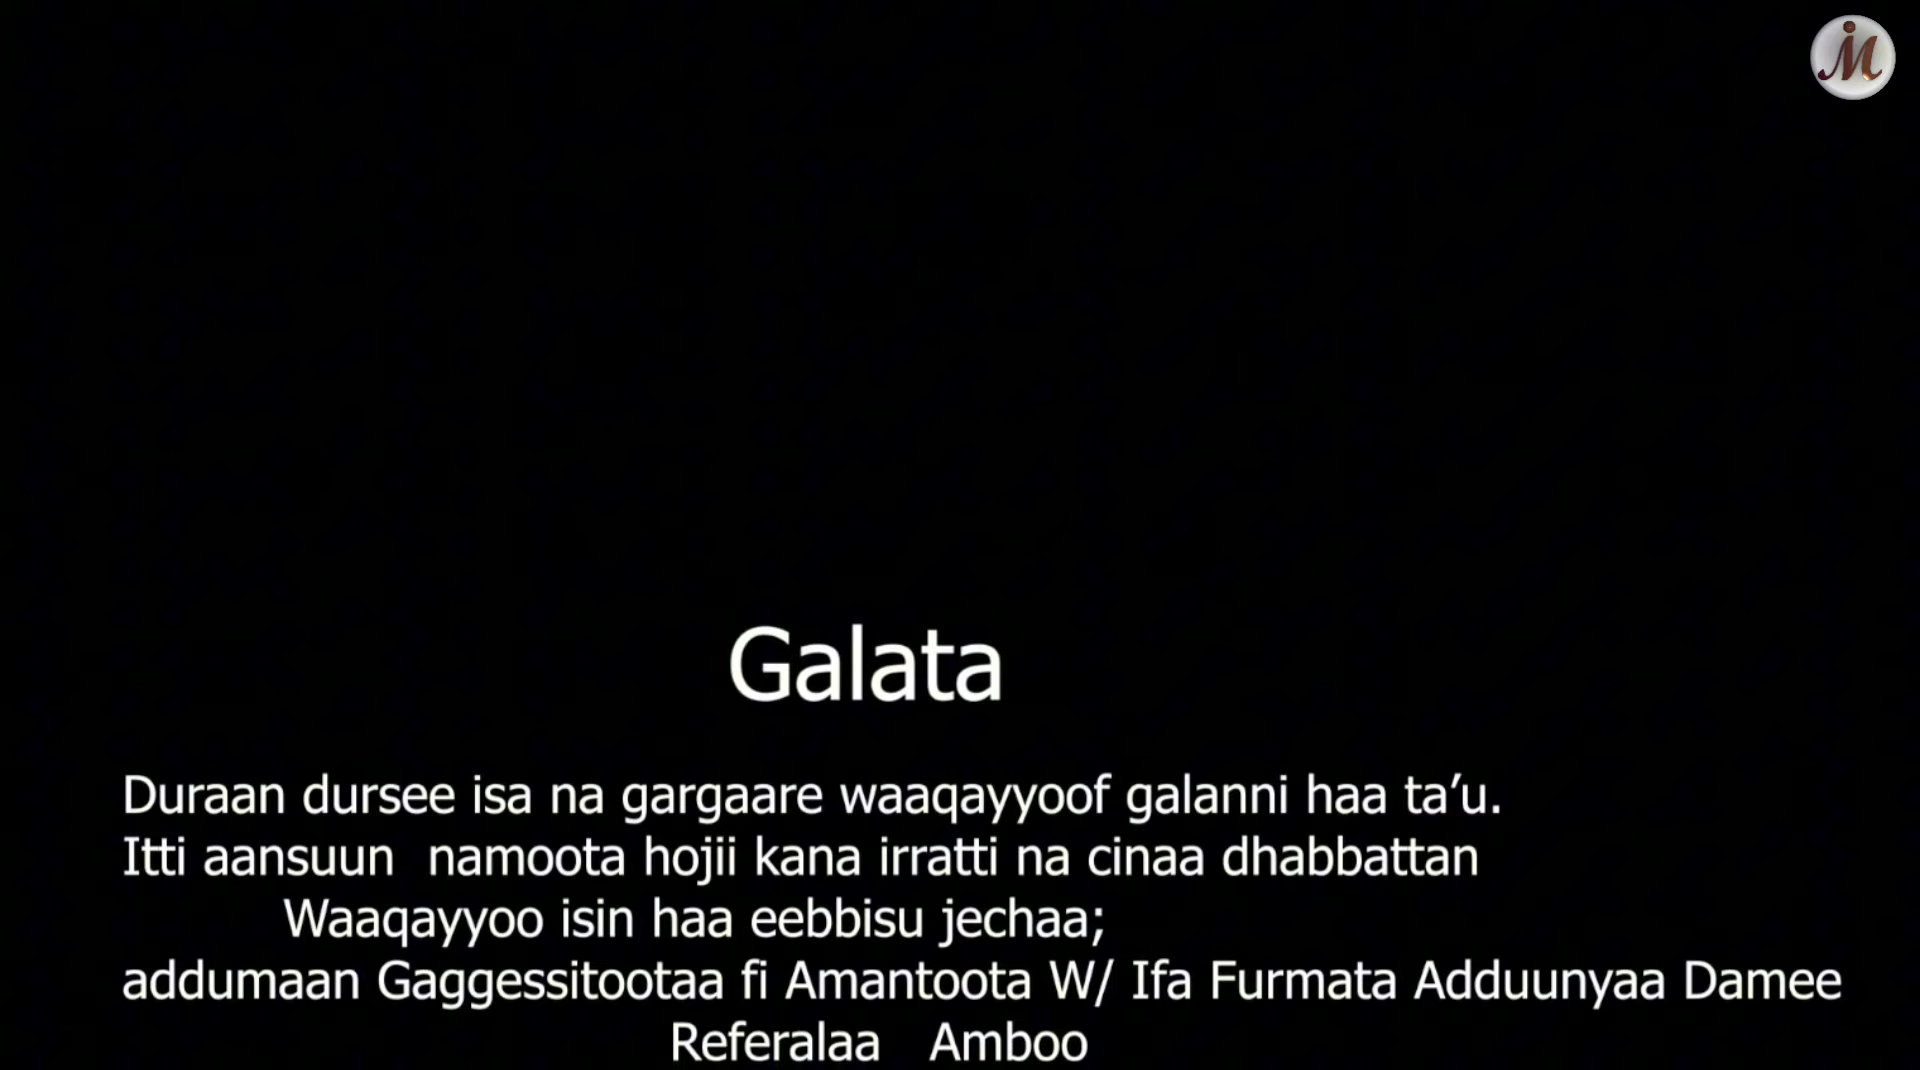 JM
Galata
Duraan dursee isa na gargaare waaqayyoof galanni haa ta’u.
Itti aansuun namoota hojii kana irratti na cinaa dhabbattan
Waaqayyoo isin haa eebbisu jechaa;
addumaan Gaggessitootaa fi Amantoota W/ Ifa Furmata Adduunyaa Damee
Referalaa Amboo